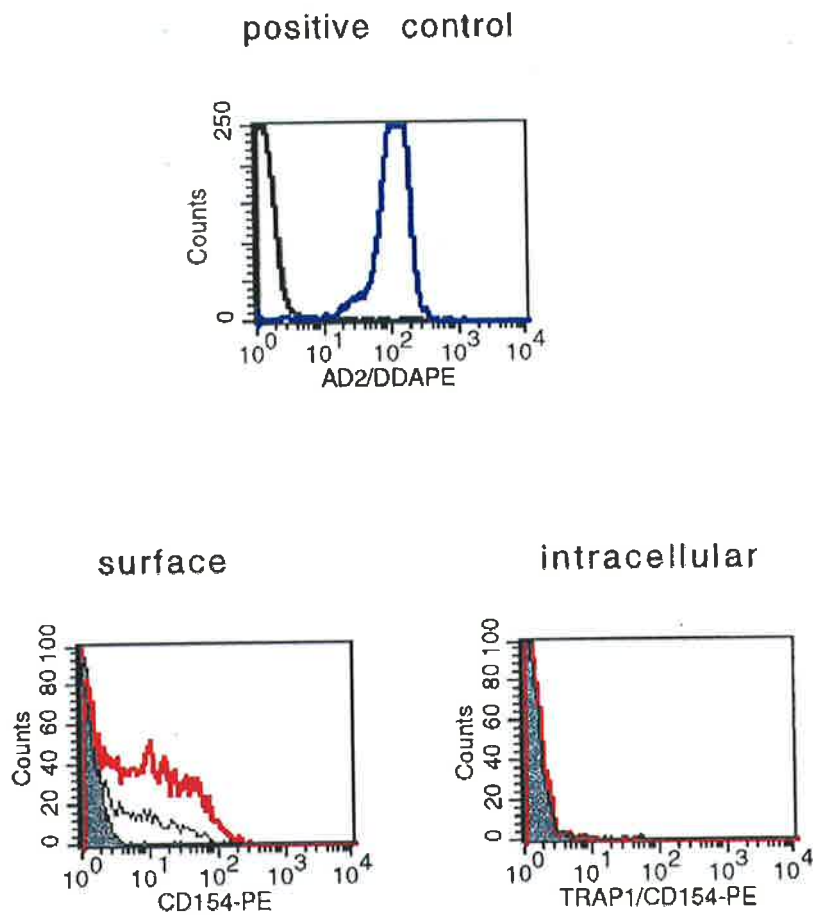 positive control
250
Counts
0
10^0 10^1 10^2 10^3 10^4
AD2/DDAPE
surface
intracellular
Counts
0 20 40 60 80 100
10^0 10^1 10^2 10^3 10^4
CD154-PE
Counts
0 20 40 60 80 100
10^0 10^1 10^2 10^3 10^4
TRAP1/CD154-PE